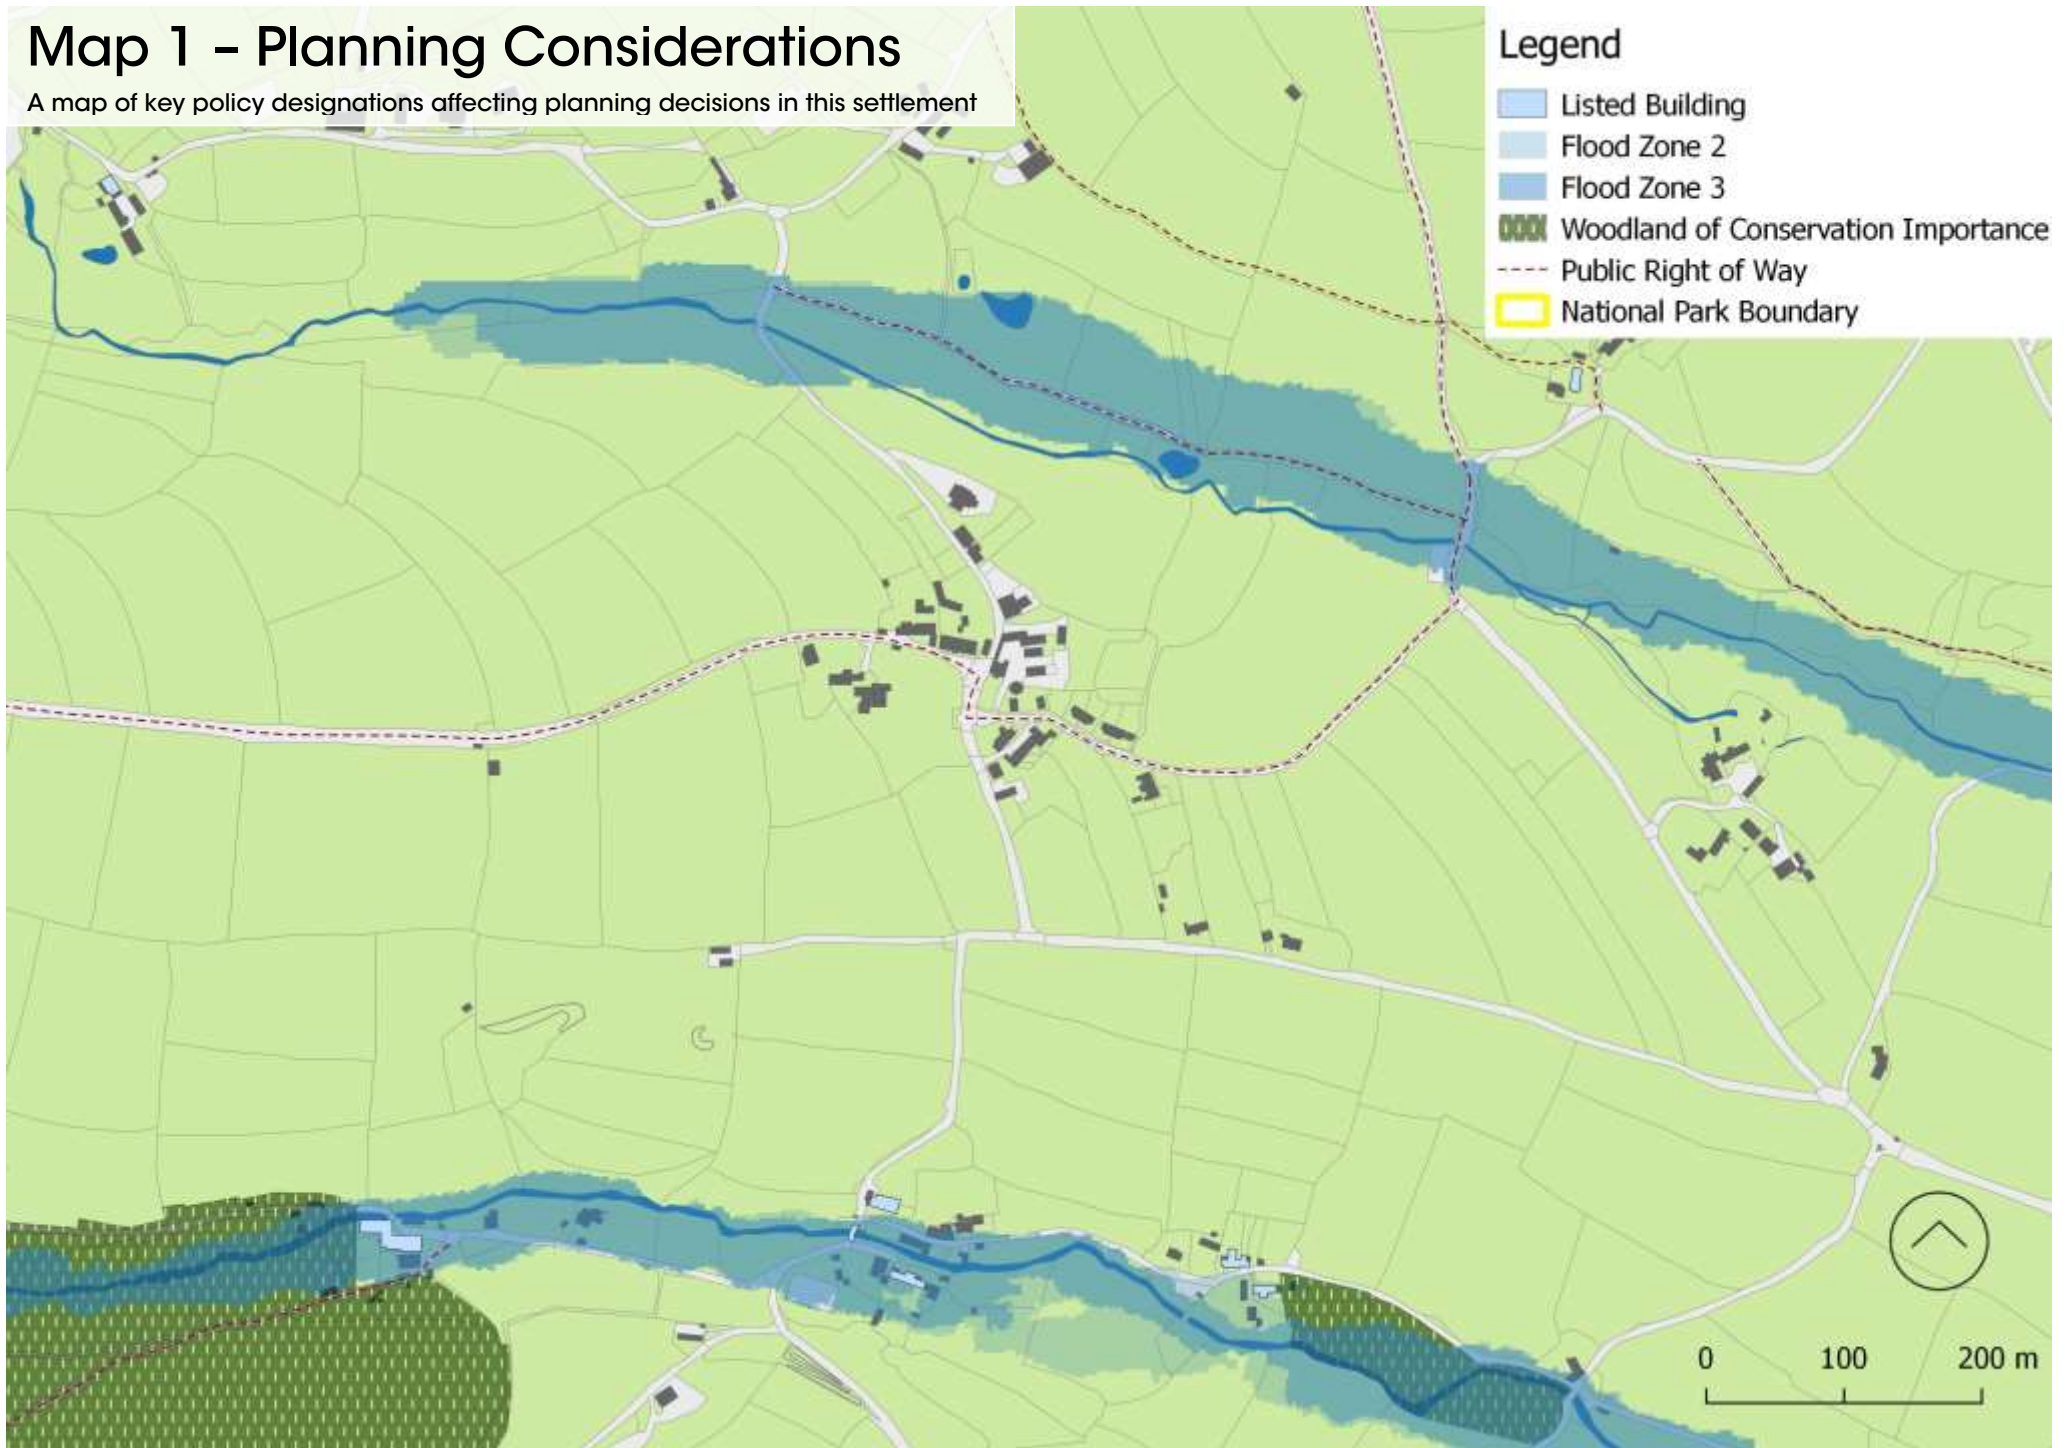 Map 1 – Planning Considerations
A map of key policy designations affecting planning decisions in this settlement
Legend
Listed Building
Flood Zone 2
Flood Zone 3
Woodland of Conservation Importance
Public Right of Way
National Park Boundary
0 100 200 m